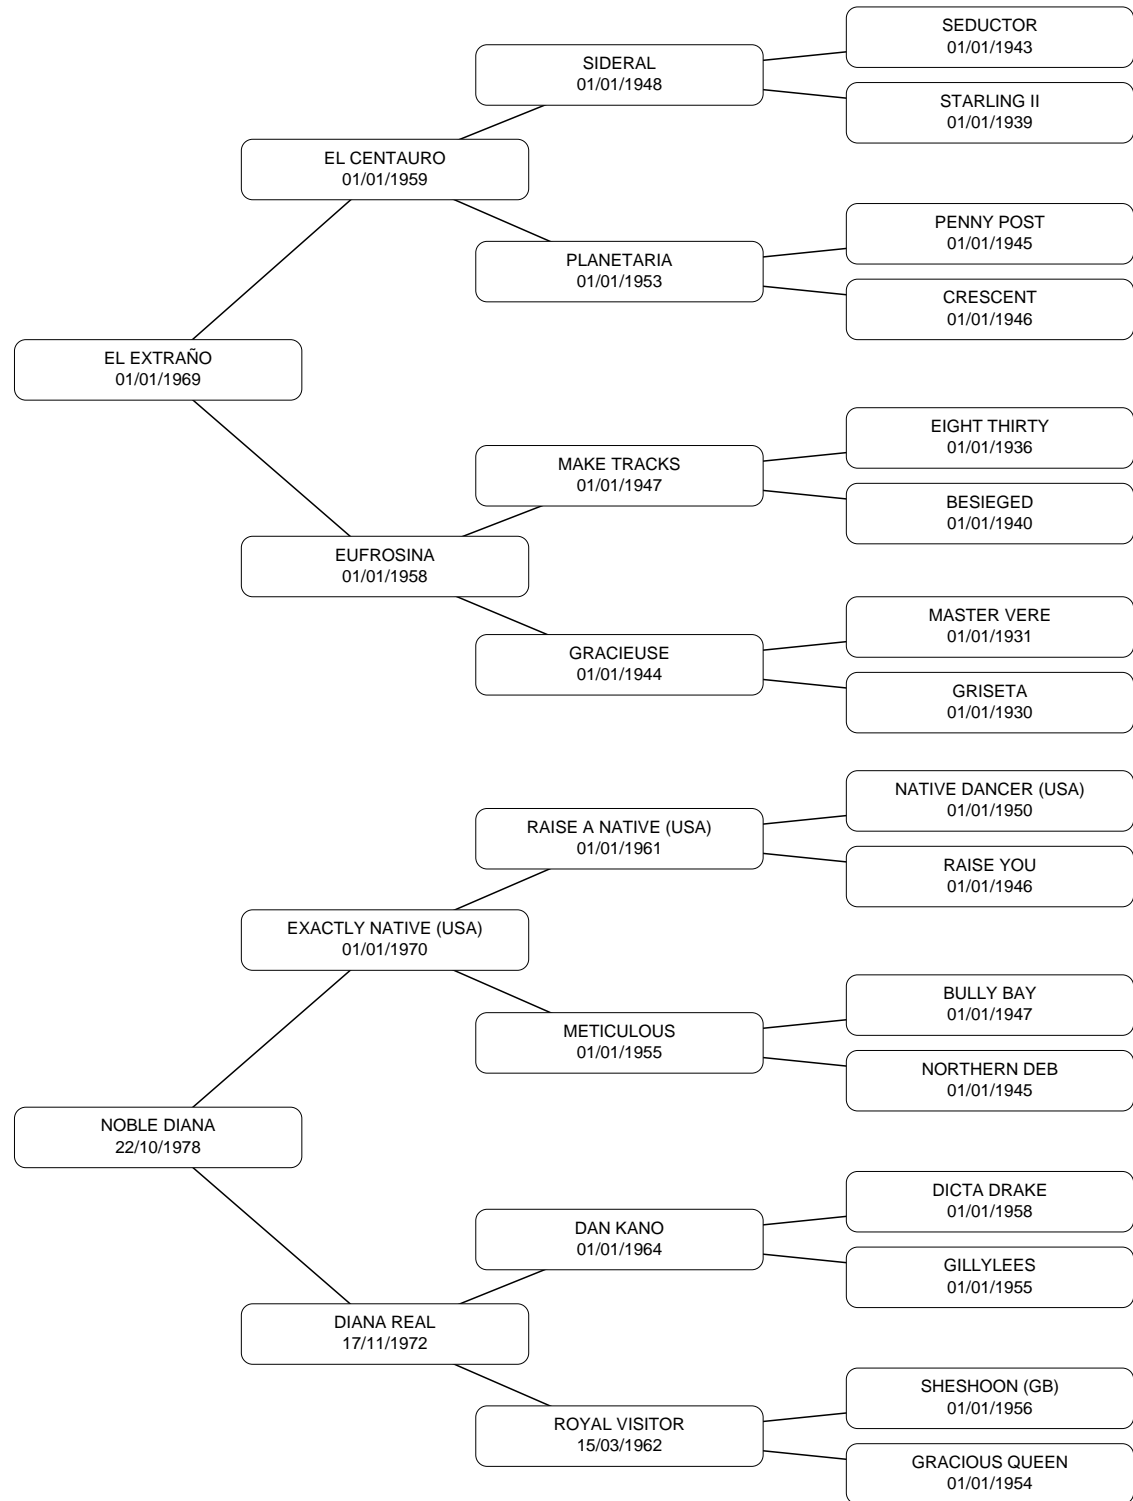 SEDUCTOR
01/01/1943
SIDERAL
01/01/1948
STARLING II
01/01/1939
EL CENTAURO
01/01/1959
PENNY POST
01/01/1945
PLANETARIA
01/01/1953
CRESCENT
01/01/1946
EL EXTRAÑO
01/01/1969
EIGHT THIRTY
01/01/1936
MAKE TRACKS
01/01/1947
BESIEGED
01/01/1940
EUFROSINA
01/01/1958
MASTER VERE
01/01/1931
GRACIEUSE
01/01/1944
GRISETA
01/01/1930
NATIVE DANCER (USA)
01/01/1950
RAISE A NATIVE (USA)
01/01/1961
RAISE YOU
01/01/1946
EXACTLY NATIVE (USA)
01/01/1970
BULLY BAY
01/01/1947
METICULOUS
01/01/1955
NORTHERN DEB
01/01/1945
NOBLE DIANA
22/10/1978
DICTA DRAKE
01/01/1958
DAN KANO
01/01/1964
GILLYLEES
01/01/1955
DIANA REAL
17/11/1972
SHESHOON (GB)
01/01/1956
ROYAL VISITOR
15/03/1962
GRACIOUS QUEEN
01/01/1954